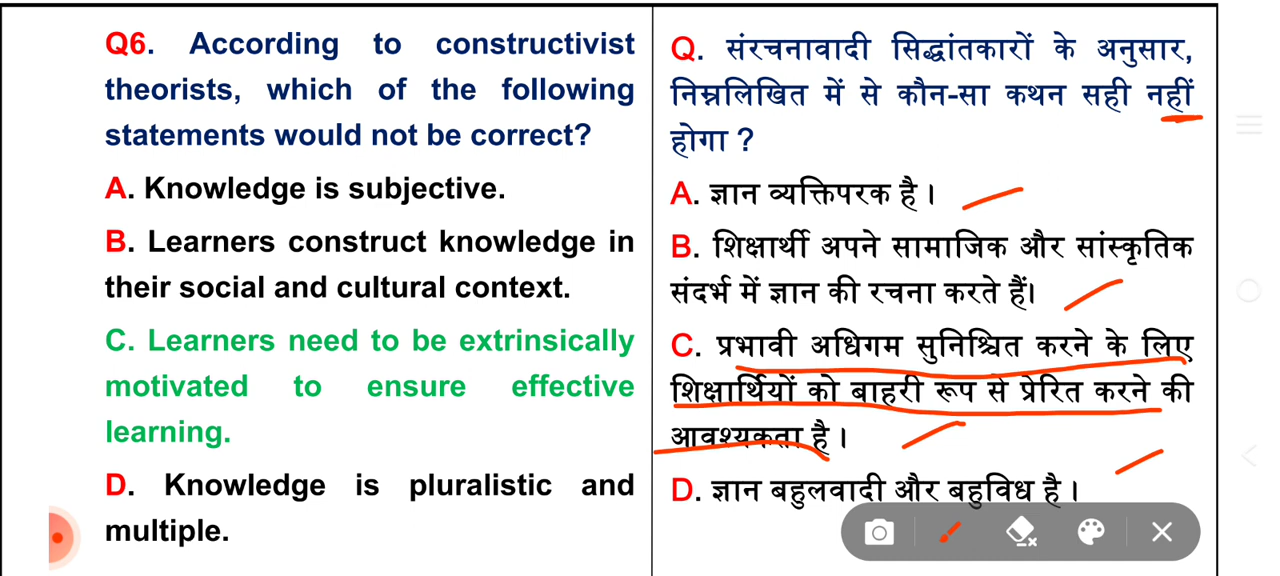 Q6. According to constructivist
theorists, which of the following
statements would not be correct?
A. Knowledge is subjective.
B. Learners construct knowledge in
their social and cultural context.
C. Learners need to be extrinsically
motivated to ensure effective
learning.
D. Knowledge is pluralistic and
multiple.
Q. संरचनावादी सिद्धांतकारों के अनुसार,
निम्नलिखित में से कौन-सा कथन सही नहीं
होगा ?
A. ज्ञान व्यक्तिपरक है।
B. शिक्षार्थी अपने सामाजिक और सांस्कृतिक
संदर्भ में ज्ञान की रचना करते हैं।
C. प्रभावी अधिगम सुनिश्चित करने के लिए
शिक्षार्थियों को बाहरी रूप से प्रेरित करने की
आवश्यकता है।
D. ज्ञान बहुलवादी और बहुविध है।